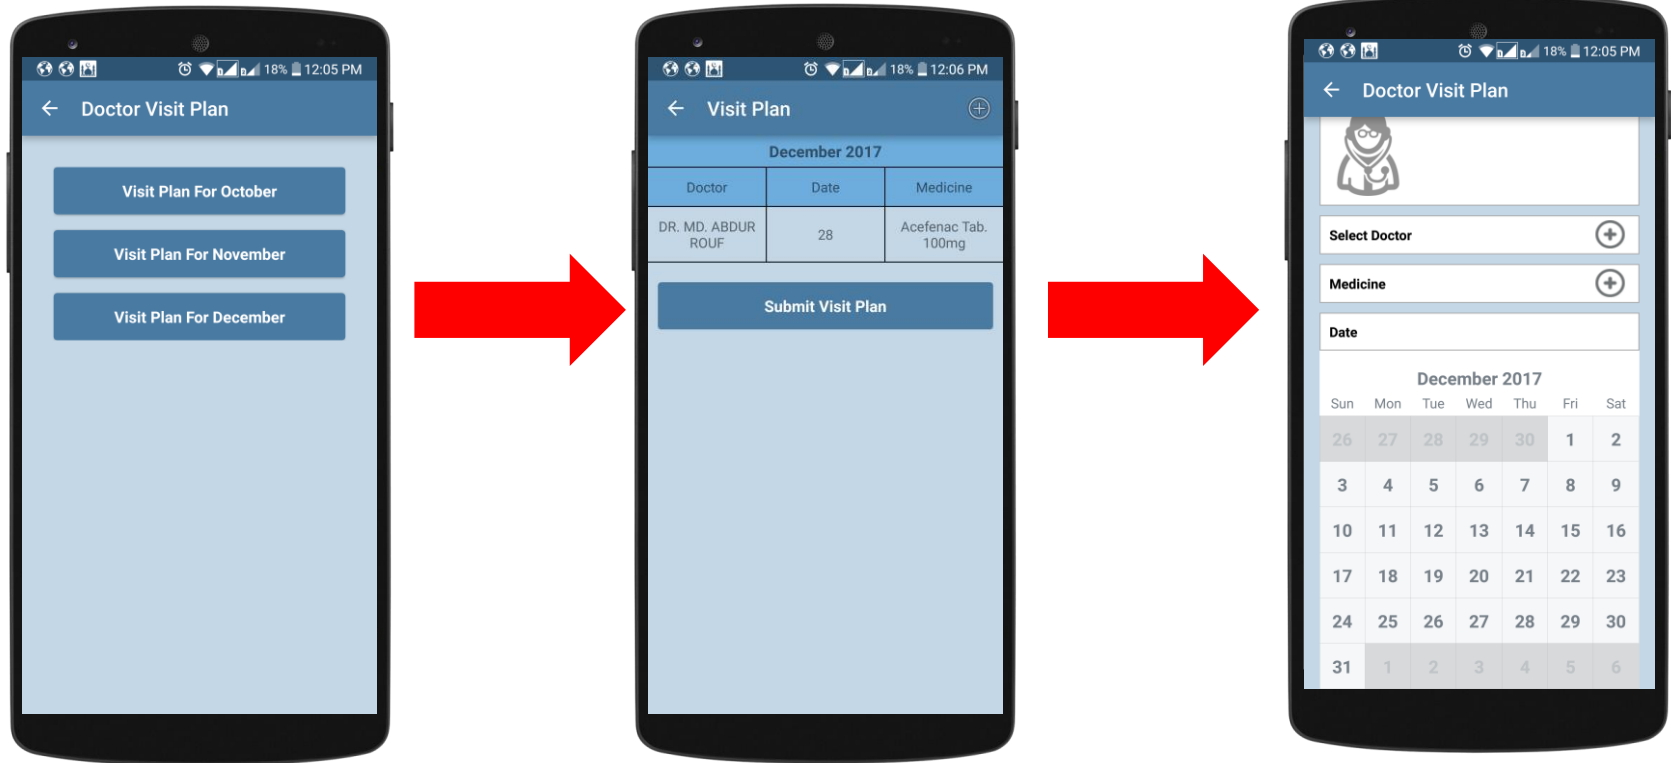 18% 12:05 PM
Doctor Visit Plan
Visit Plan For October
Visit Plan For November
Visit Plan For December
18% 12:06 PM
Visit Plan
December 2017
Doctor Date Medicine
DR. MD. ABDUR
ROUF
28
Acefenac Tab.
100mg
Submit Visit Plan
18% 12:05 PM
Doctor Visit Plan
Select Doctor
Medicine
Date
December 2017
Sun Mon Tue Wed Thu Fri Sat
26 27 28 29 30 1 2
3 4 5 6 7 8 9
10 11 12 13 14 15 16
17 18 19 20 21 22 23
24 25 26 27 28 29 30
31 1 2 3 4 5 6